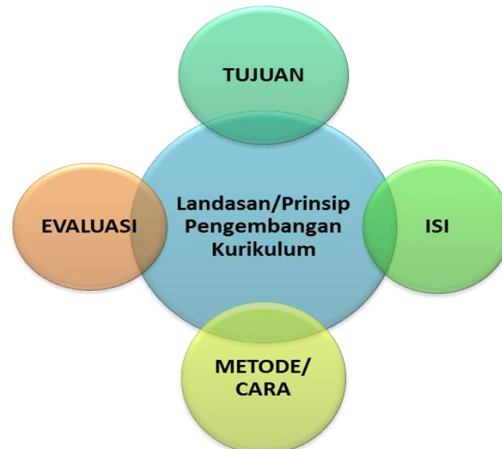 TUJUAN
EVALUASI
Landasan/Prinsip
Pengembangan
Kurikulum
ISI
METODE/
CARA